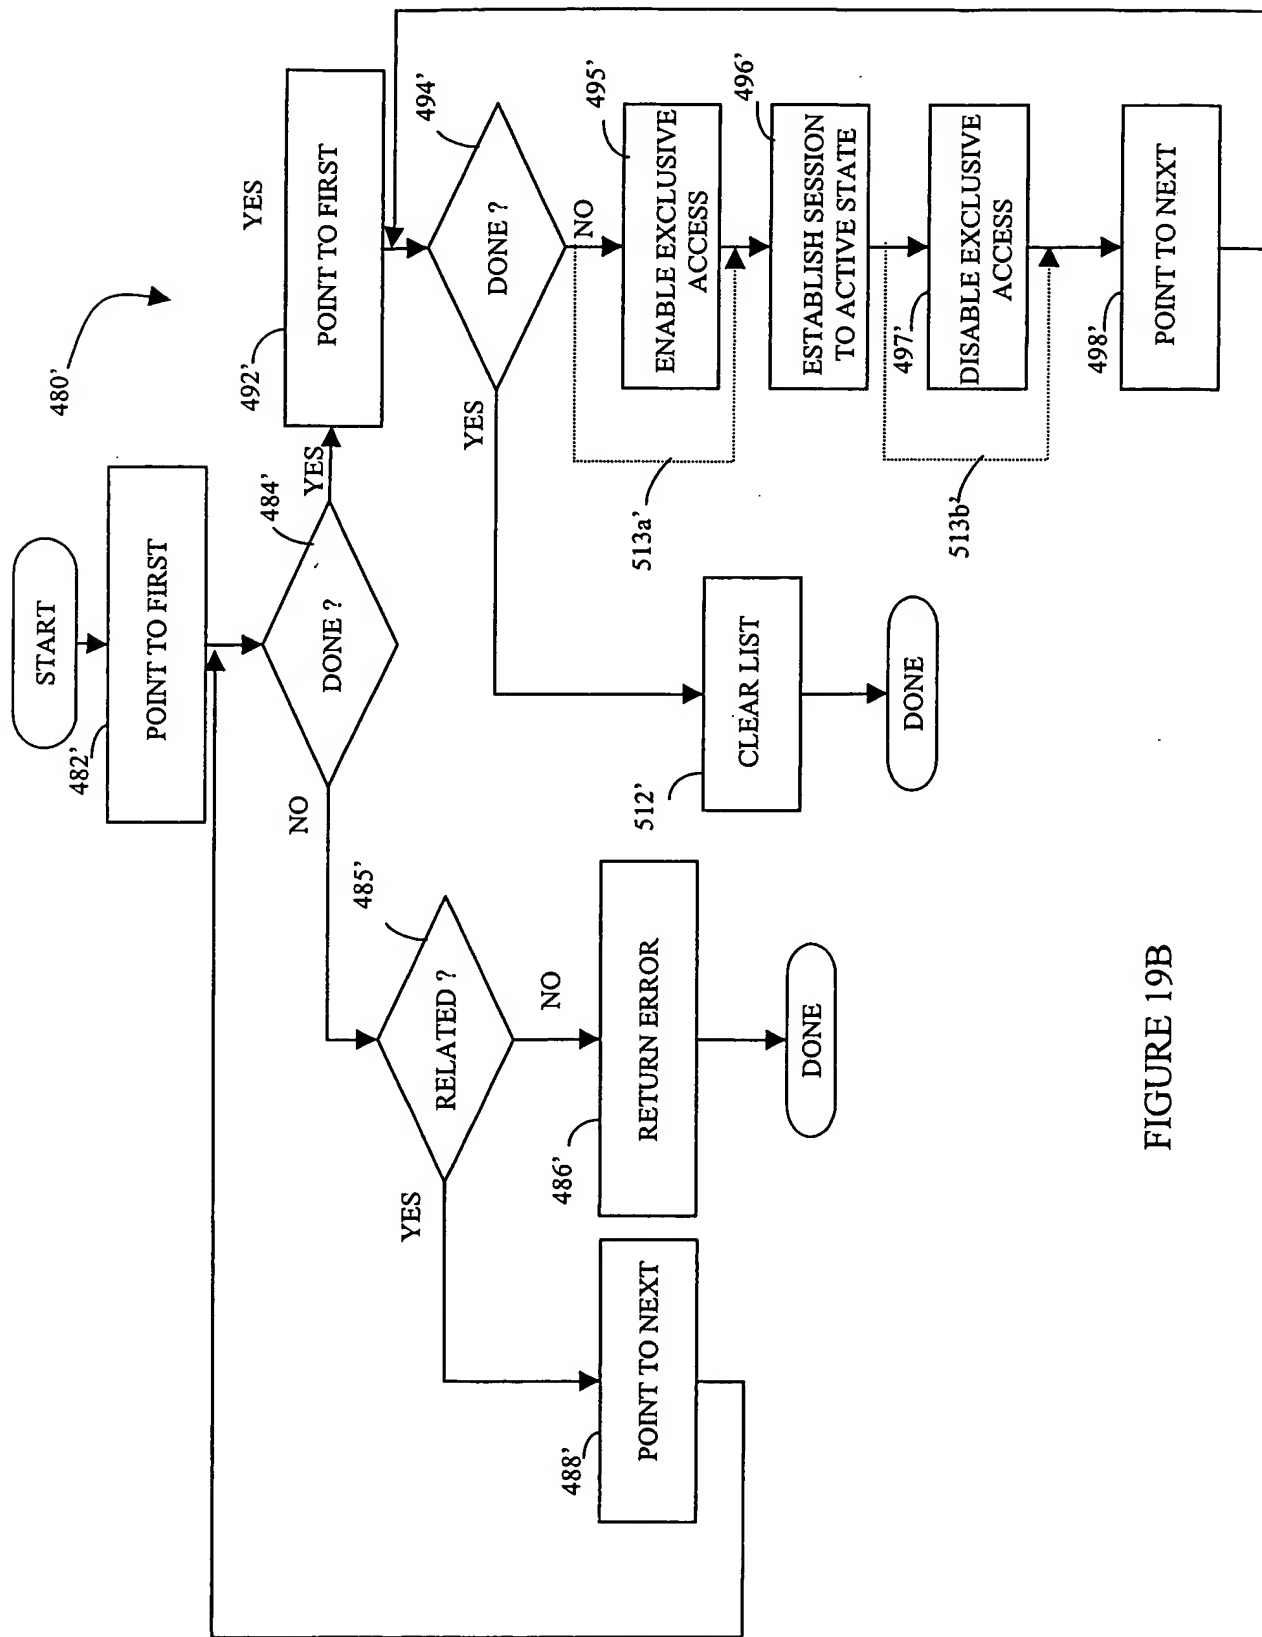 480'
START
482'
POINT TO FIRST
484'
DONE ?
YES
NO
485'
RELATED ?
YES
NO
488'
POINT TO NEXT
486'
RETURN ERROR
DONE
YES
492'
POINT TO FIRST
494'
DONE ?
YES
NO
512'
CLEAR LIST
DONE
495'
ENABLE EXCLUSIVE
ACCESS
513a'
496'
ESTABLISH SESSION
TO ACTIVE STATE
497'
DISABLE EXCLUSIVE
ACCESS
513b'
498'
POINT TO NEXT
FIGURE 19B